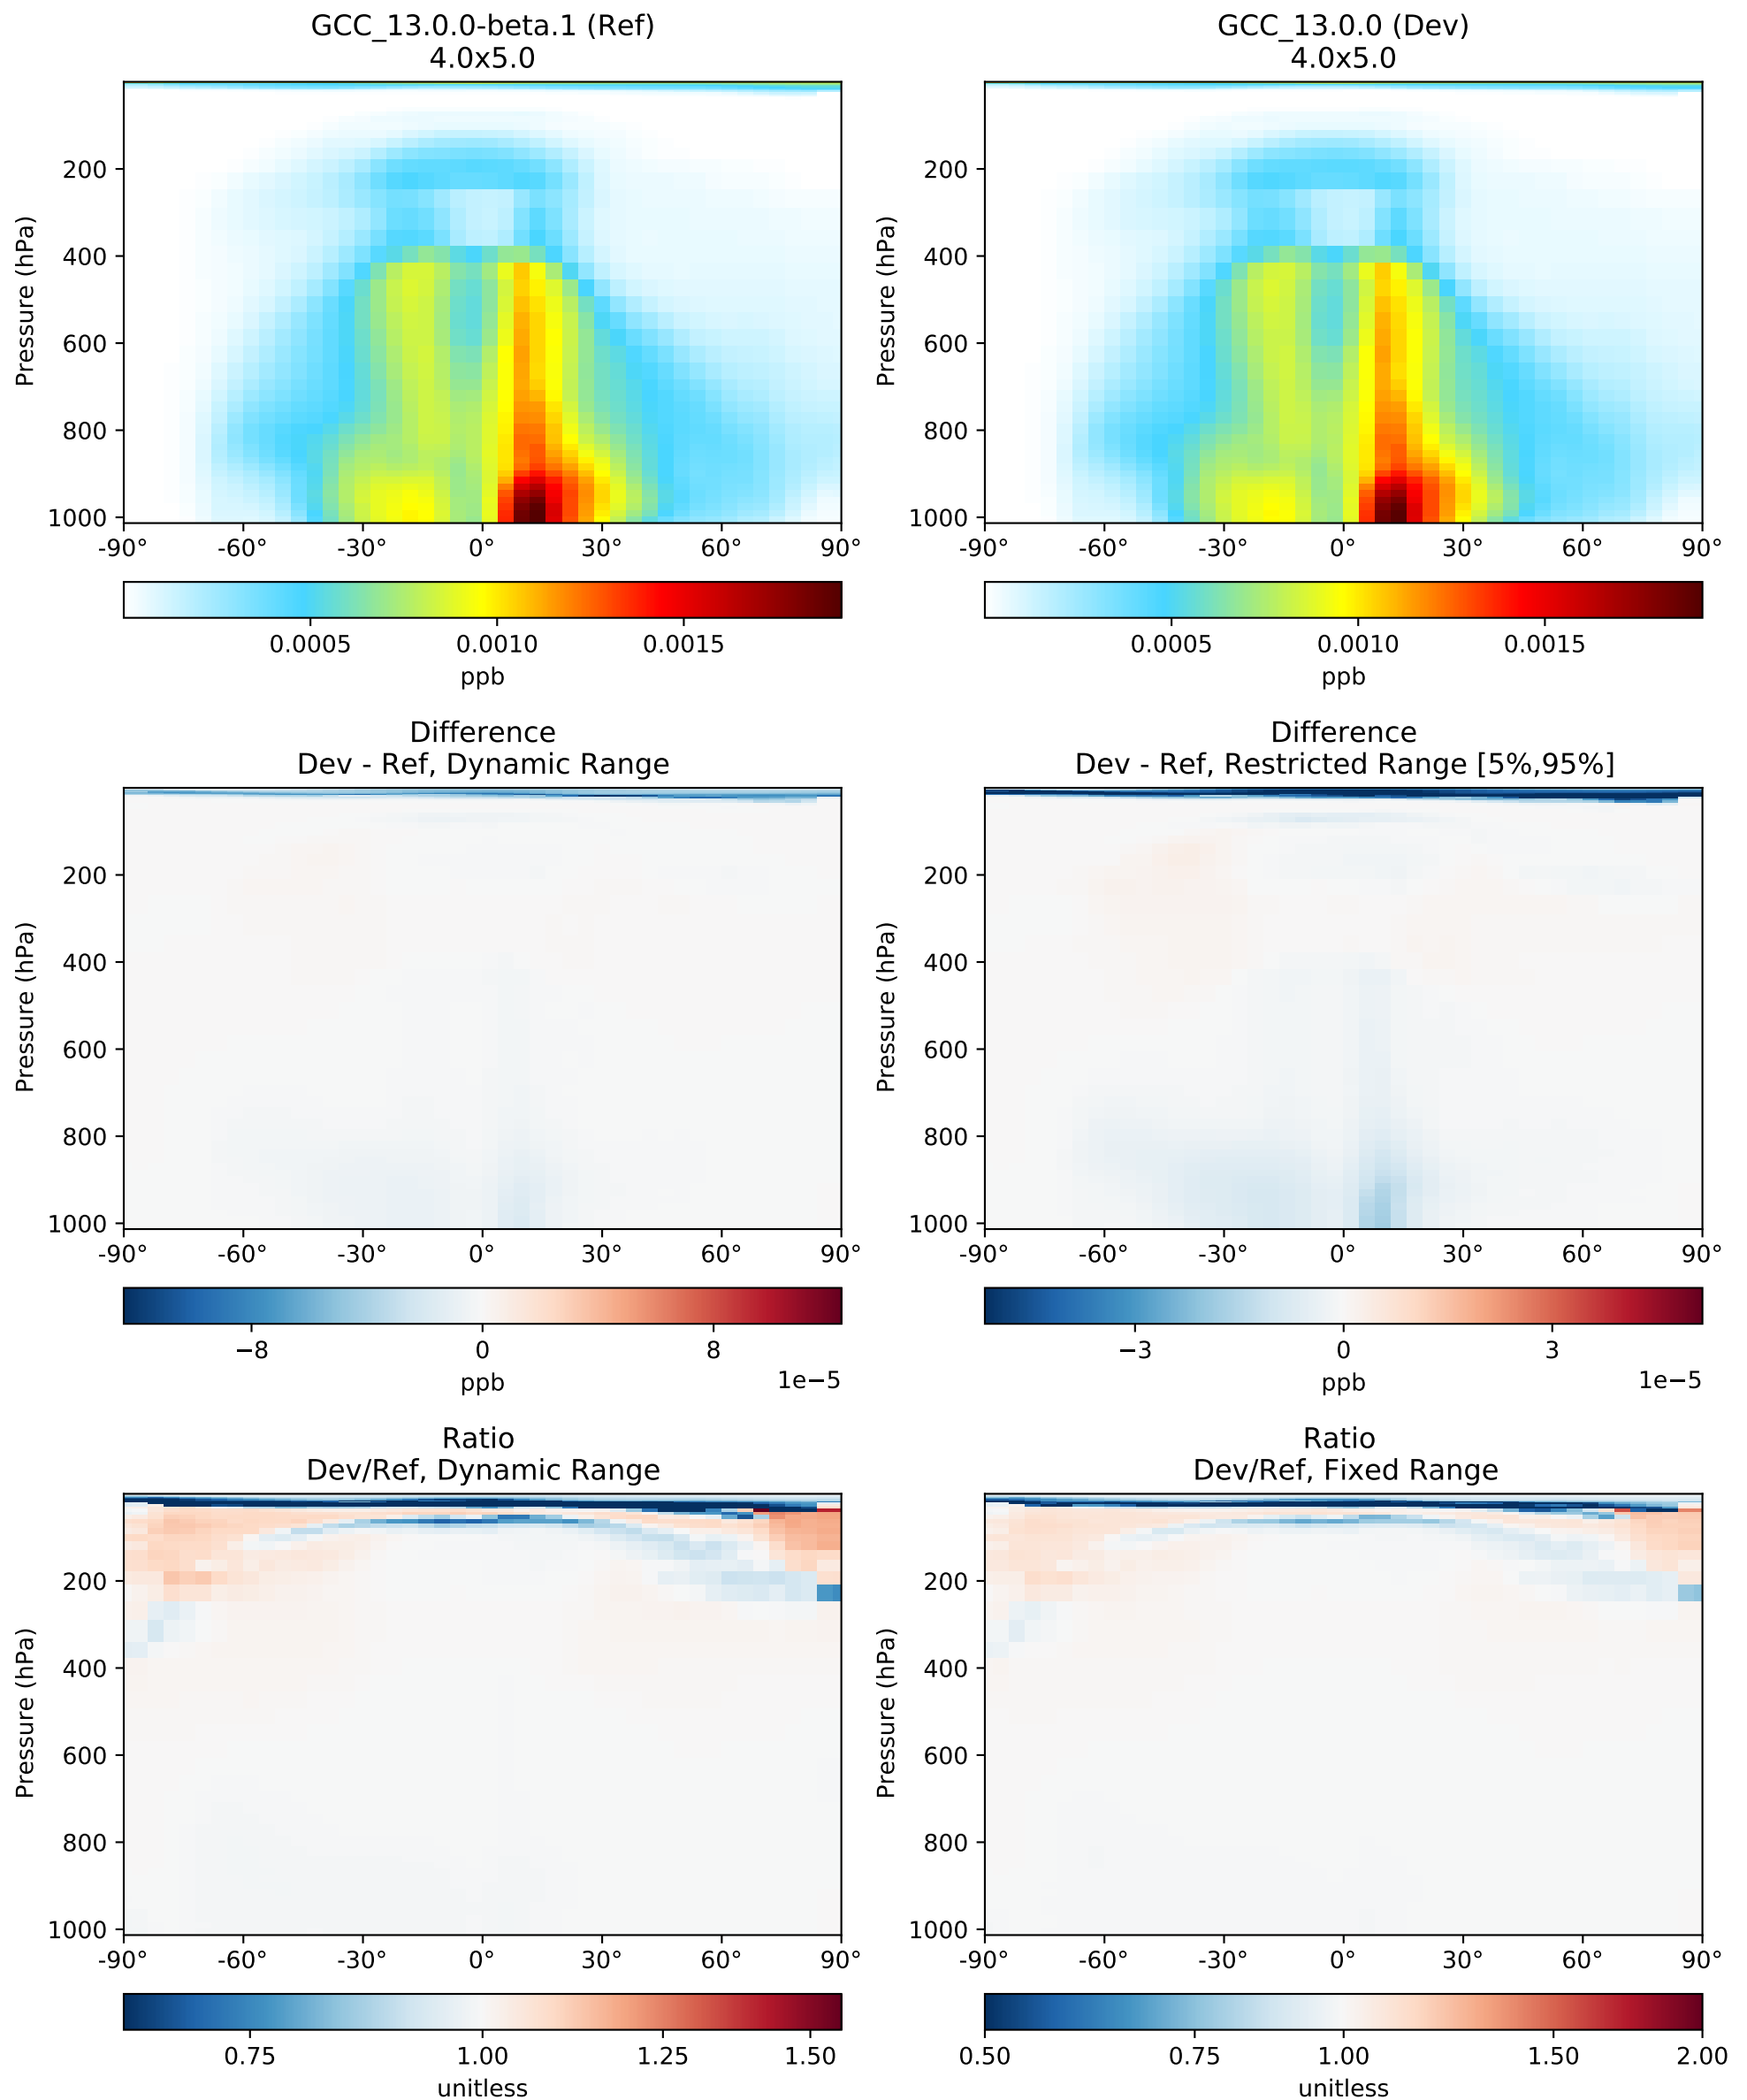 GCC_13.0.0-beta.1 (Ref)
4.0x5.0
GCC_13.0.0 (Dev)
4.0x5.0
Pressure (hPa)
200
400
600
800
1000
-90° -60° -30° 0° 30° 60° 90°
0.0005 0.0010 0.0015
ppb
Pressure (hPa)
200
400
600
800
1000
-90° -60° -30° 0° 30° 60° 90°
0.0005 0.0010 0.0015
ppb
Difference
Dev - Ref, Dynamic Range
Pressure (hPa)
200
400
600
800
1000
-90° -60° -30° 0° 30° 60° 90°
−8 0 8
1e−5
ppb
Difference
Dev - Ref, Restricted Range [5%,95%]
Pressure (hPa)
200
400
600
800
1000
-90° -60° -30° 0° 30° 60° 90°
−3 0 3
1e−5
ppb
Ratio
Dev/Ref, Dynamic Range
Pressure (hPa)
200
400
600
800
1000
-90° -60° -30° 0° 30° 60° 90°
0.75 1.00 1.25 1.50
unitless
Ratio
Dev/Ref, Fixed Range
Pressure (hPa)
200
400
600
800
1000
-90° -60° -30° 0° 30° 60° 90°
0.50 0.75 1.00 1.50 2.00
unitless